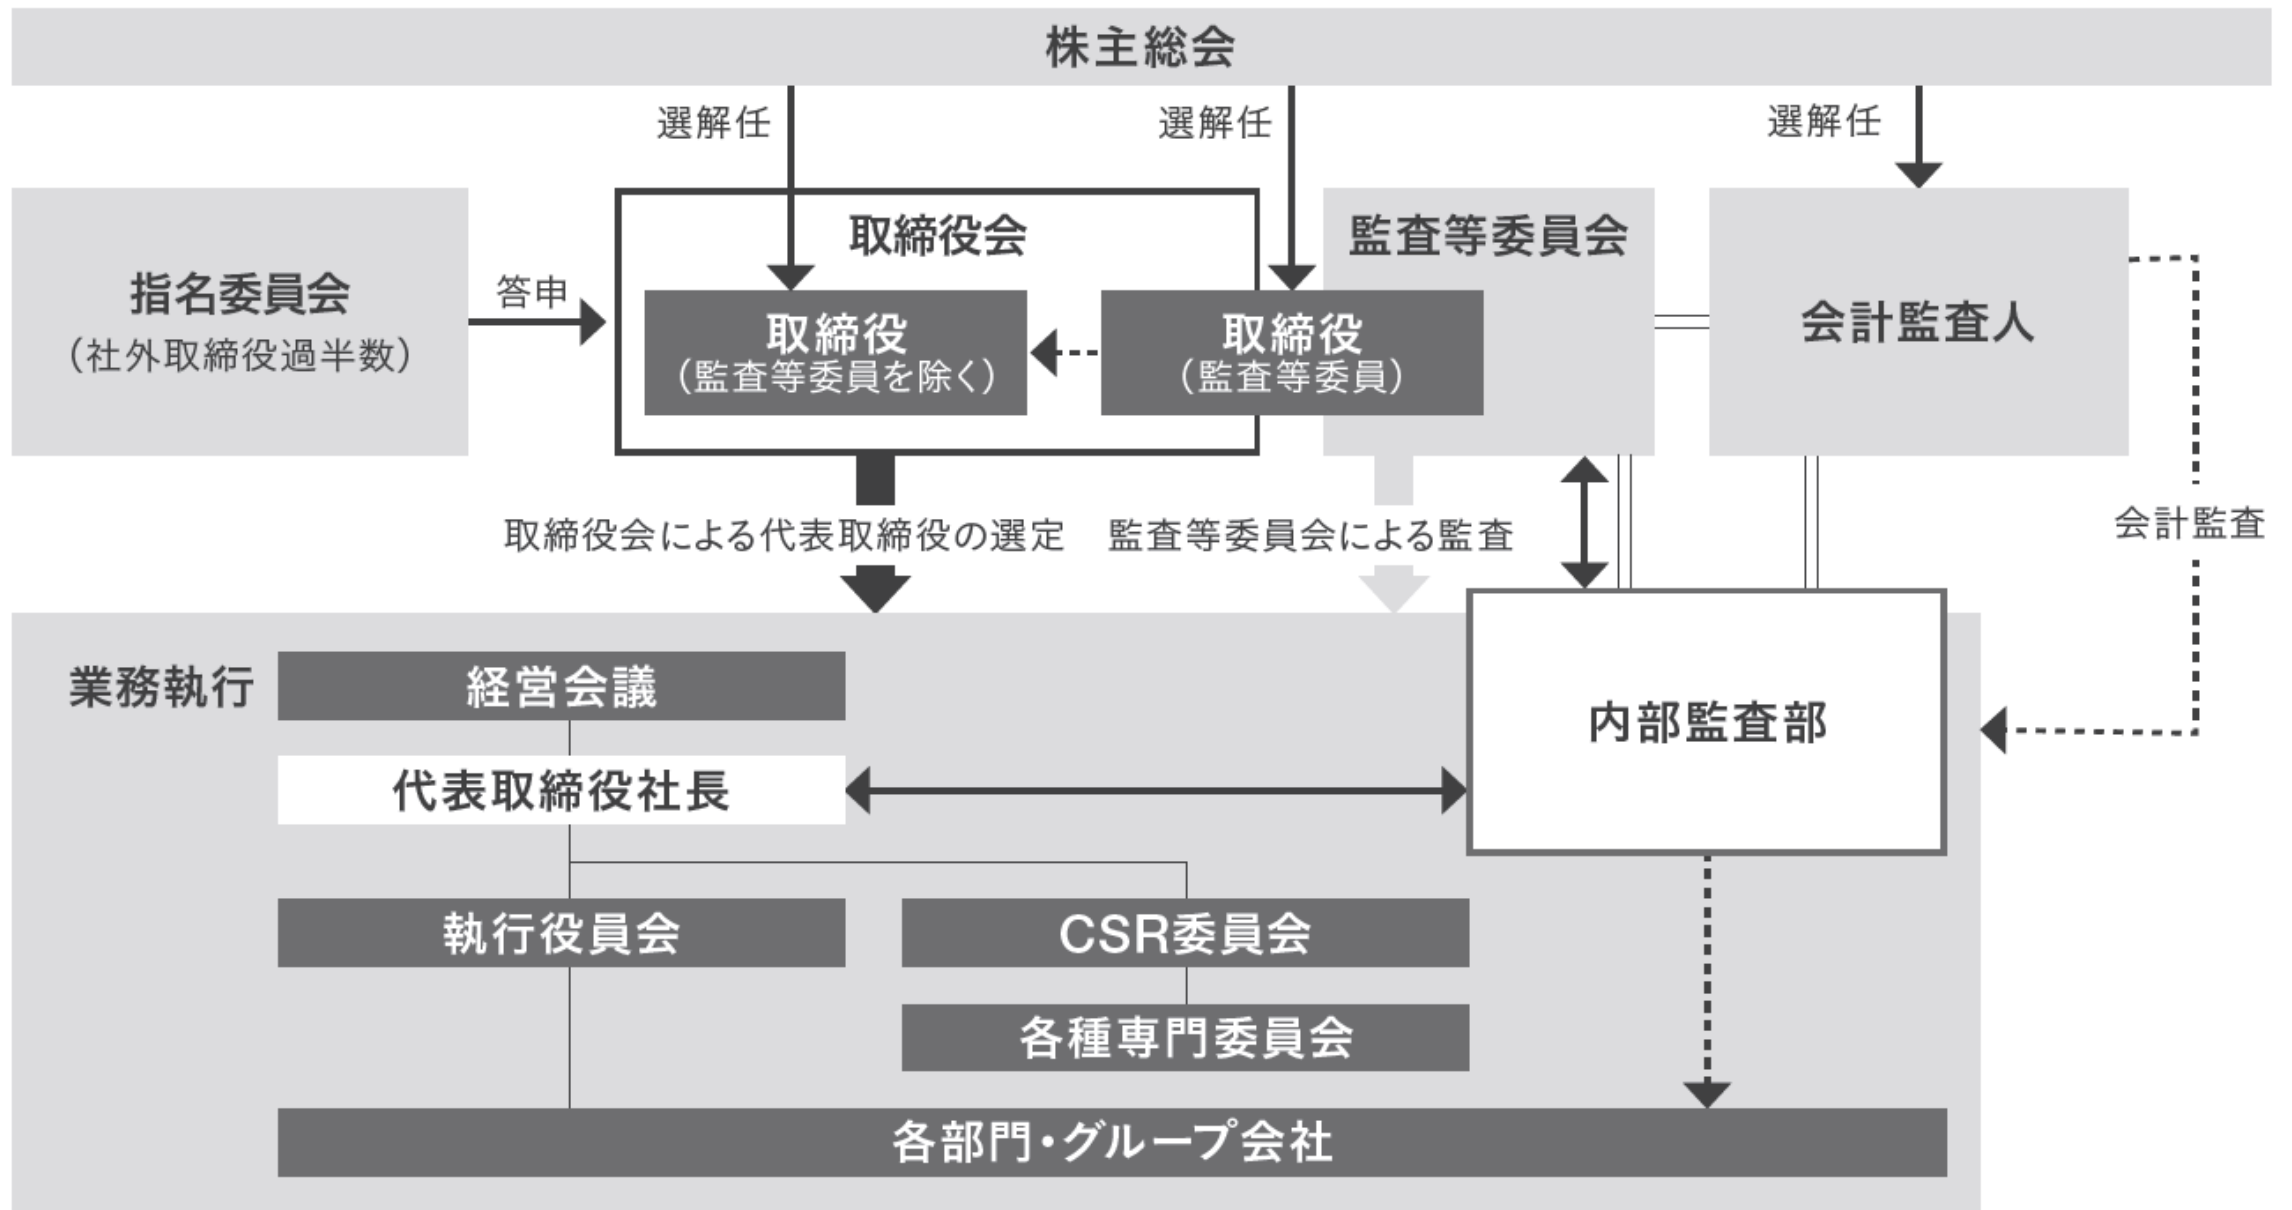 株主総会
選解任
選解任
選解任
指名委員会
（社外取締役過半数）
答申
取締役会
取締役
（監査等委員を除く）
取締役
（監査等委員）
監査等委員会
会計監査人
取締役会による代表取締役の選定
監査等委員会による監査
会計監査
業務執行
経営会議
代表取締役社長
内部監査部
執行役員会
CSR委員会
各種専門委員会
各部門・グループ会社